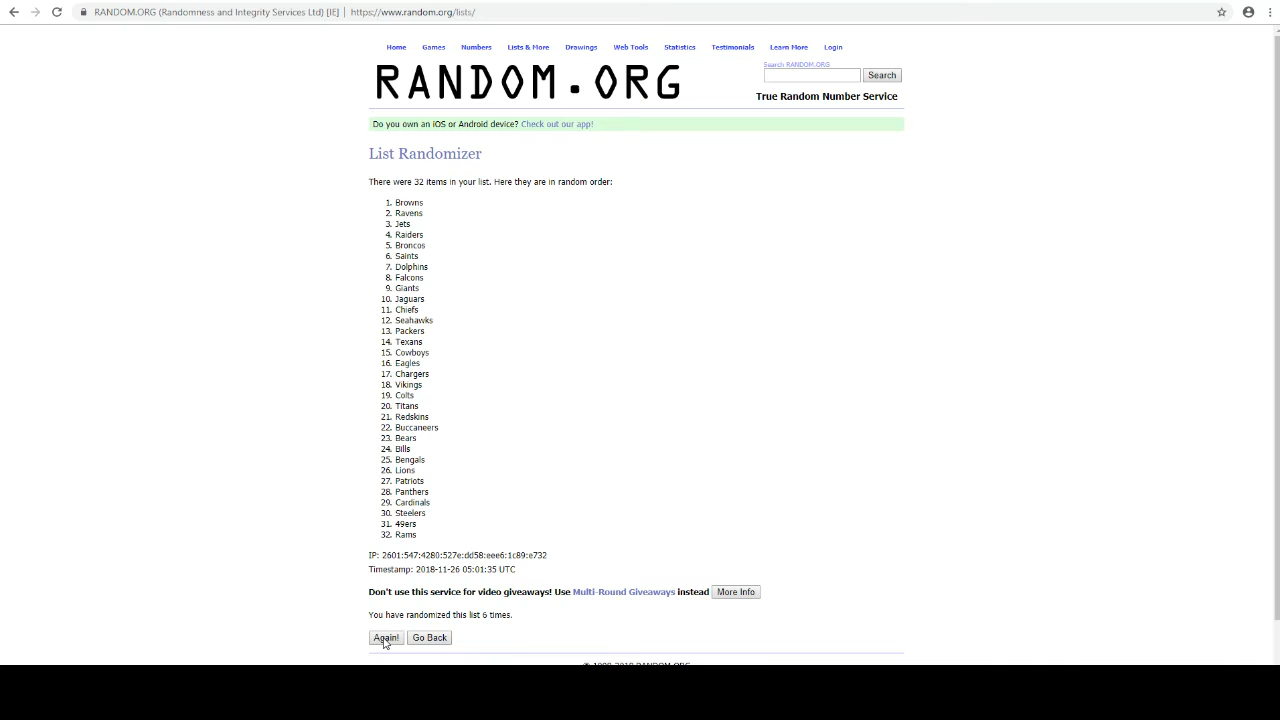 RANDOM.ORG (Randomness and Integrity Services Ltd) [IE] | https://www.random.org/lists/
Home Games Numbers Lists & More Drawings Web Tools Statistics Testimonials Learn More Login
RANDOM.ORG
Search RANDOM.ORG
Search
True Random Number Service
Do you own an iOS or Android device? Check out our app!
List Randomizer
There were 32 items in your list. Here they are in random order:
1. Browns
2. Ravens
3. Jets
4. Raiders
5. Broncos
6. Saints
7. Dolphins
8. Falcons
9. Giants
10. Jaguars
11. Chiefs
12. Seahawks
13. Packers
14. Texans
15. Cowboys
16. Eagles
17. Chargers
18. Vikings
19. Colts
20. Titans
21. Redskins
22. Buccaneers
23. Bears
24. Bills
25. Bengals
26. Lions
27. Patriots
28. Panthers
29. Cardinals
30. Steelers
31. 49ers
32. Rams
IP: 2601:547:4280:527e:dd58:eee6:1c89:e732
Timestamp: 2018-11-26 05:01:35 UTC
Don't use this service for video giveaways! Use Multi-Round Giveaways instead More Info
You have randomized this list 6 times.
Again! Go Back
© 1998-2018 RANDOM.ORG